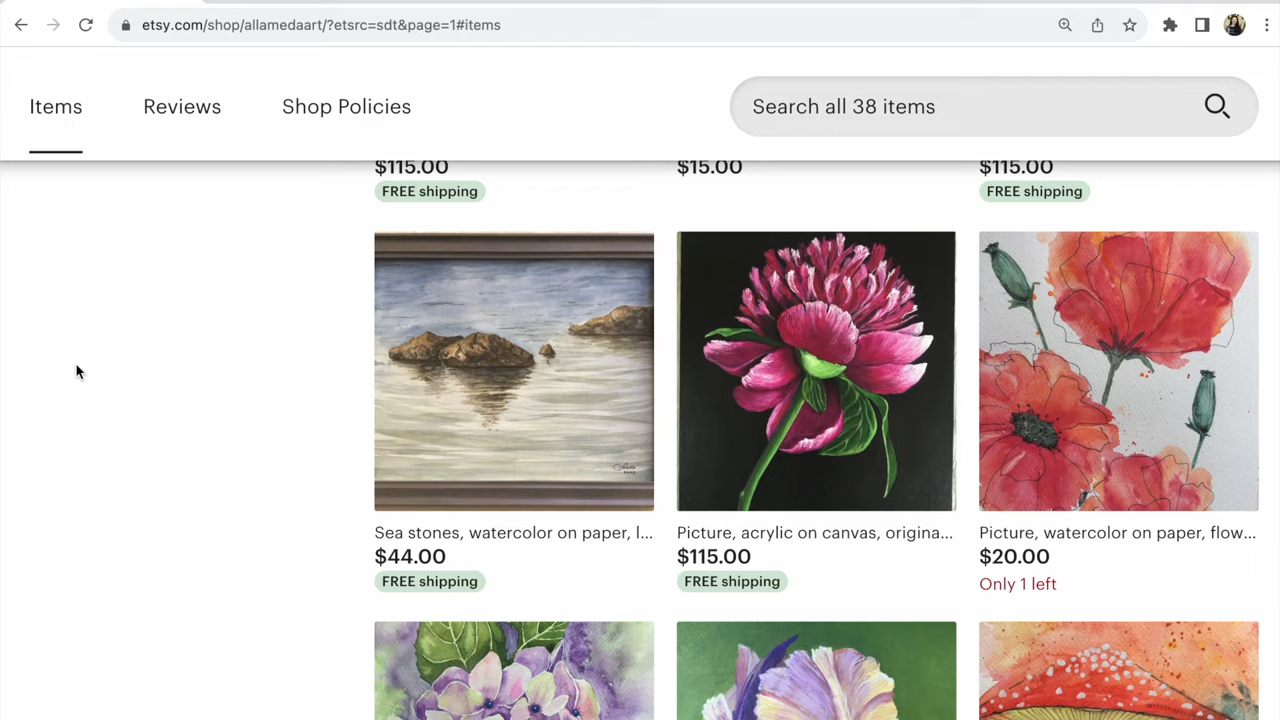 etsy.com/shop/allamedaart/?etsrc=sdt&page=1#items
Items Reviews Shop Policies Search all 38 items
$115.00 $15.00 $115.00
FREE shipping FREE shipping
Sea stones, watercolor on paper, l... Picture, acrylic on canvas, origina... Picture, watercolor on paper, flow...
$44.00 $115.00 $20.00
FREE shipping FREE shipping Only 1 left